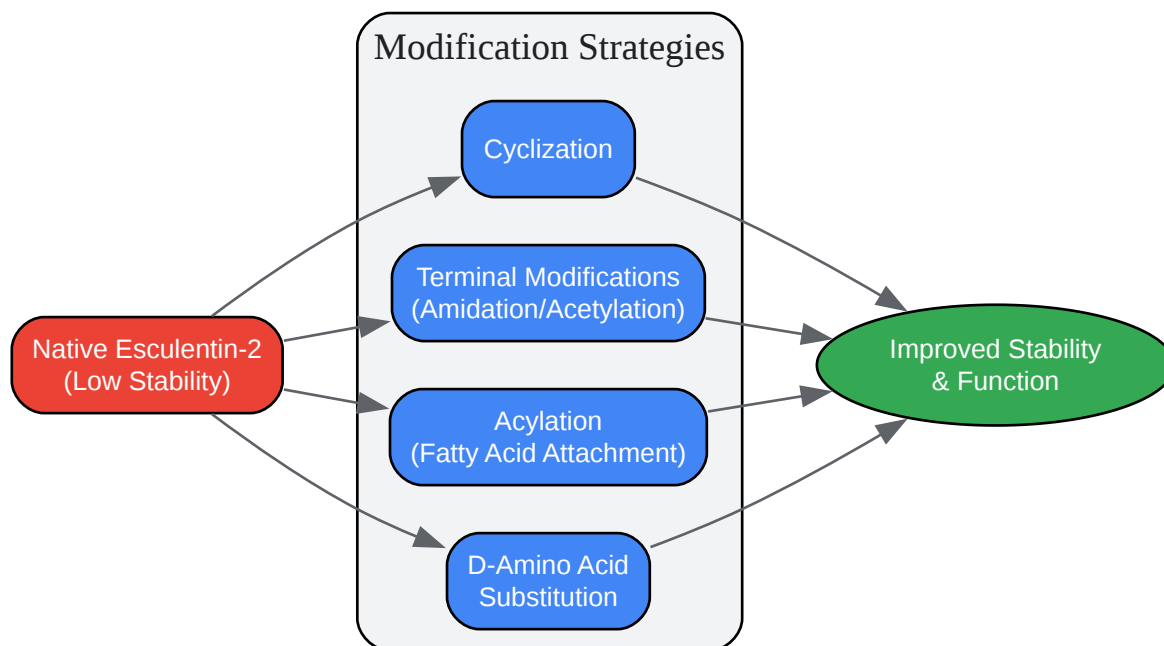 Modification Strategies
Cyclization
Terminal Modifications
(Amidation/Acetylation)
Native Esculentin-2
(Low Stability)
Improved Stability
& Function
Acylation
(Fatty Acid Attachment)
D-Amino Acid
Substitution